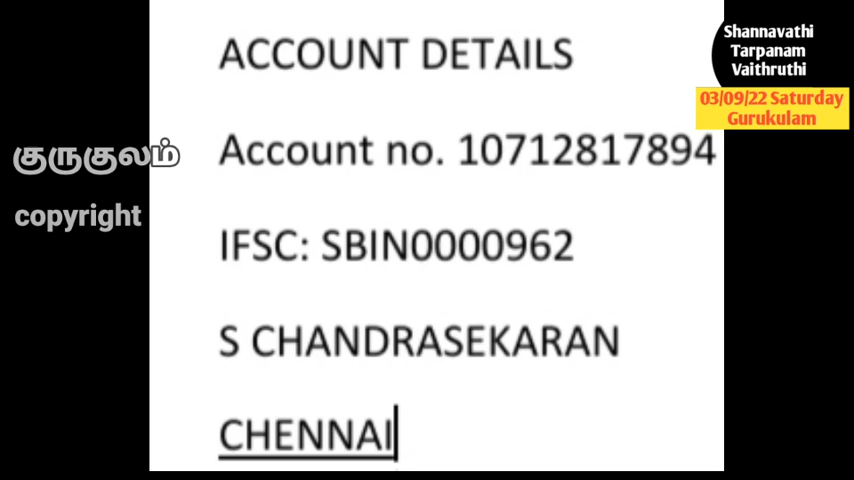 ACCOUNT DETAILS
Account no. 10712817894
IFSC: SBIN0000962
S CHANDRASEKARAN
CHENNAI
Shannavathi
Tarpanam
Vaithruthi
03/09/22 Saturday
Gurukulam
குருகுலம்
copyright